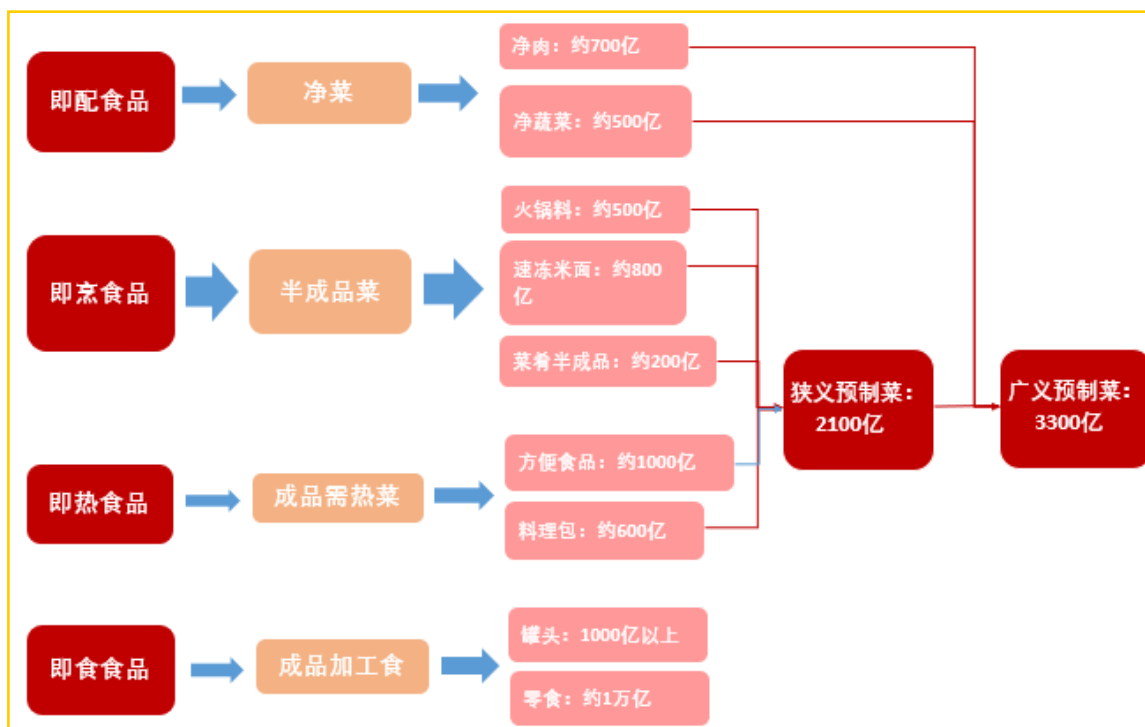 即配食品
净菜
净肉：约700亿
净蔬菜：约500亿
即烹食品
半成品菜
火锅料：约500亿
速冻米面：约800
亿
菜肴半成品：约200亿
狭义预制菜：
2100亿
广义预制菜：
3300亿
即热食品
成品需热菜
方便食品：约1000亿
料理包：约600亿
即食食品
成品加工食
罐头：1000亿以上
零食：约1万亿